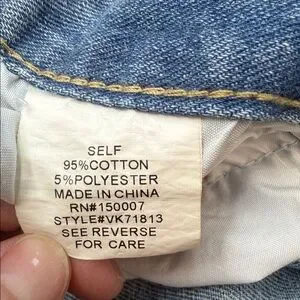 SELF
95%COTTON
5%POLYESTER
MADE IN CHINA
RN#150007
STYLE#VK71813
SEE REVERSE
FOR CARE